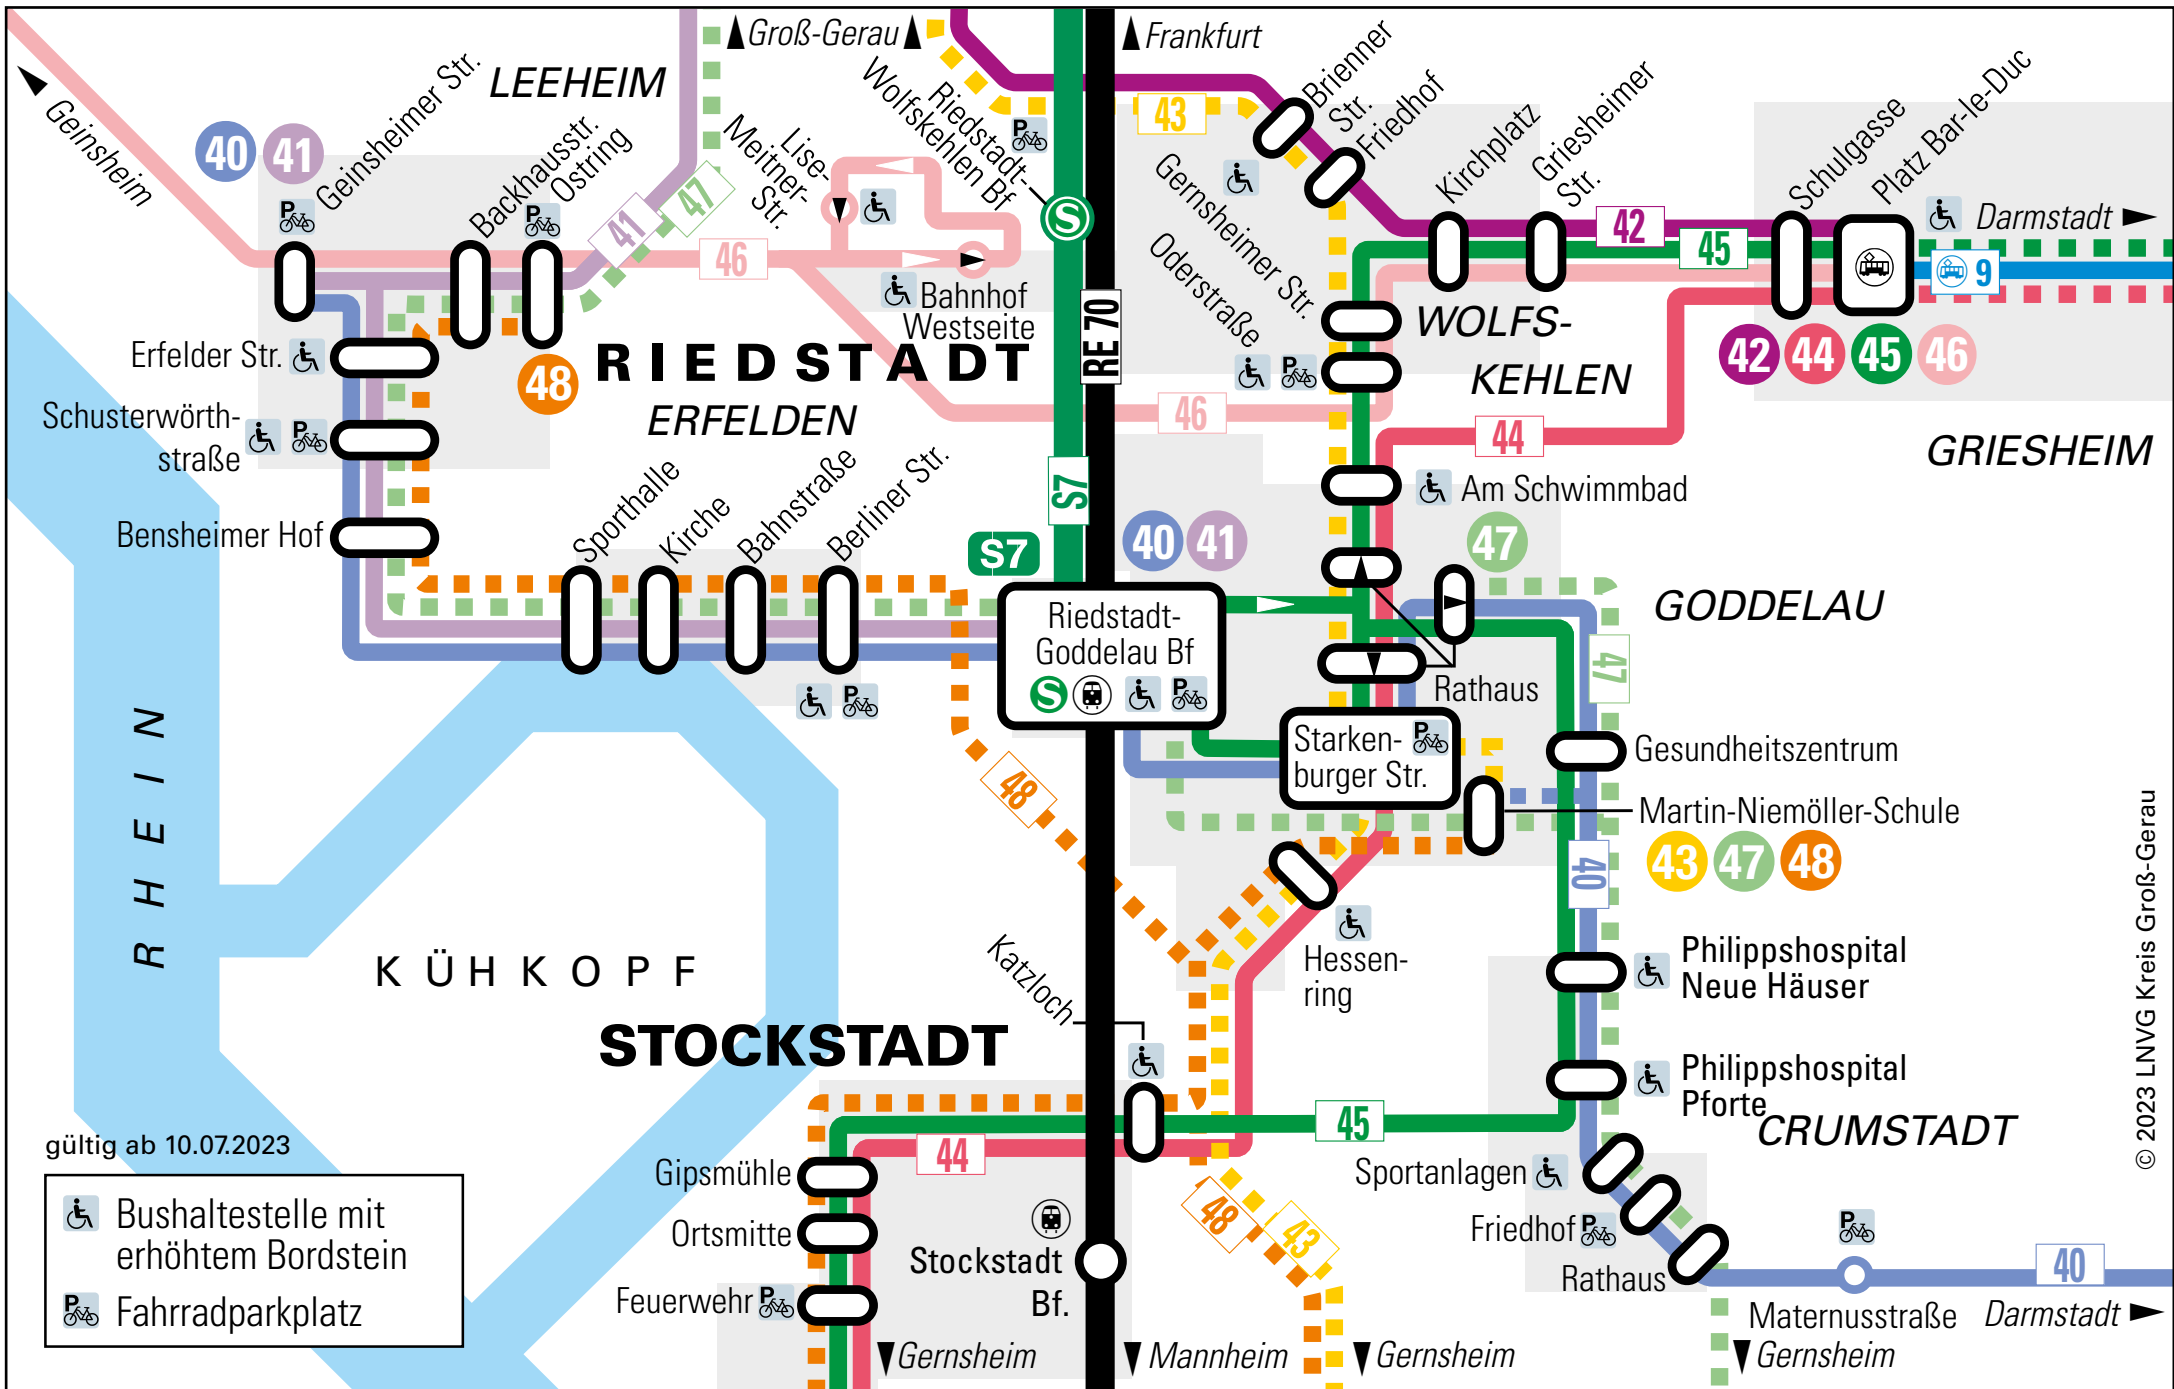 Groß-Gerau
Frankfurt
LEEHEIM
Geinsheim
40 41
Geinsheimer Str.
Backhausstr.
Ostring
41
47
Lise-
Meitner-
Str.
Riedstadt-
Wolfskehlen Bf
S
43
Brienner
Str.
Friedhof
Kirchplatz
Griesheimer
Str.
Schulgasse
Platz Bar-le-Duc
Darmstadt
42
45
9
46
Bahnhof
Westseite
Gernsheimer Str.
Oderstraße
WOLFS-
KEHLEN
42 44 45 46
Erfelder Str.
48
RIEDSTADT
ERFELDEN
RE 70
46
44
GRIESHEIM
Schusterwörth-
straße
Bensheimer Hof
Sporthalle
Kirche
Bahnstraße
Berliner Str.
S7
S7
40 41
Am Schwimmbad
47
GODDELAU
Riedstadt-
Goddelau Bf
S
Rathaus
47
Starken-
burger Str.
Gesundheitszentrum
Martin-Niemöller-Schule
43 47 48
48
40
RHEIN
KÜHKOPF
Hessen-
ring
Katzloch
Philippshospital
Neue Häuser
STOCKSTADT
Philippshospital
Pforte
CRUMSTADT
45
44
Gipsmühle
Ortsmitte
Feuerwehr
Stockstadt
Bf.
48
43
Sportanlagen
Friedhof
Rathaus
Maternusstraße
40
Darmstadt
Gernsheim
Mannheim
Gernsheim
Gernsheim
gültig ab 10.07.2023
Bushaltestelle mit
erhöhtem Bordstein
P Fahrradparkplatz
© 2023 LNVG Kreis Groß-Gerau